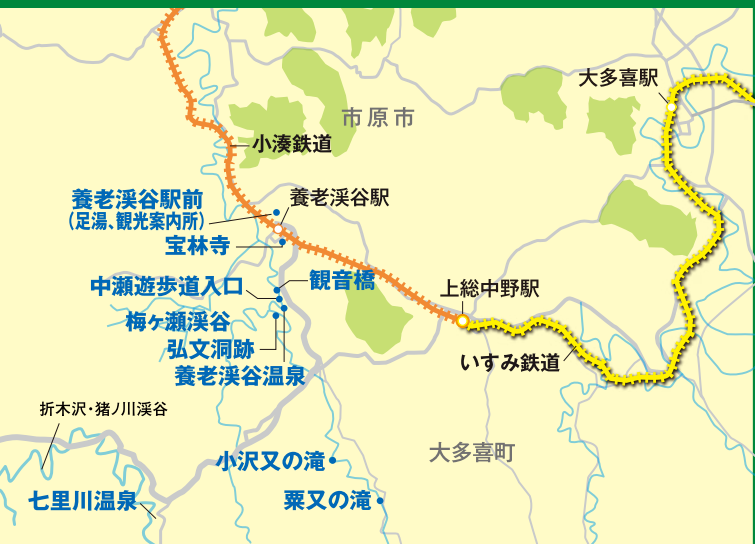 大多喜駅
市原市
小湊鉄道
養老渓谷駅前
(足湯、観光案内所)
養老渓谷駅
宝林寺
観音橋
中瀬遊歩道入口
上総中野駅
梅ヶ瀬渓谷
弘文洞跡
いすみ鉄道
養老渓谷温泉
折木沢・猪ノ川渓谷
大多喜町
小沢又の滝
七里川温泉
粟又の滝